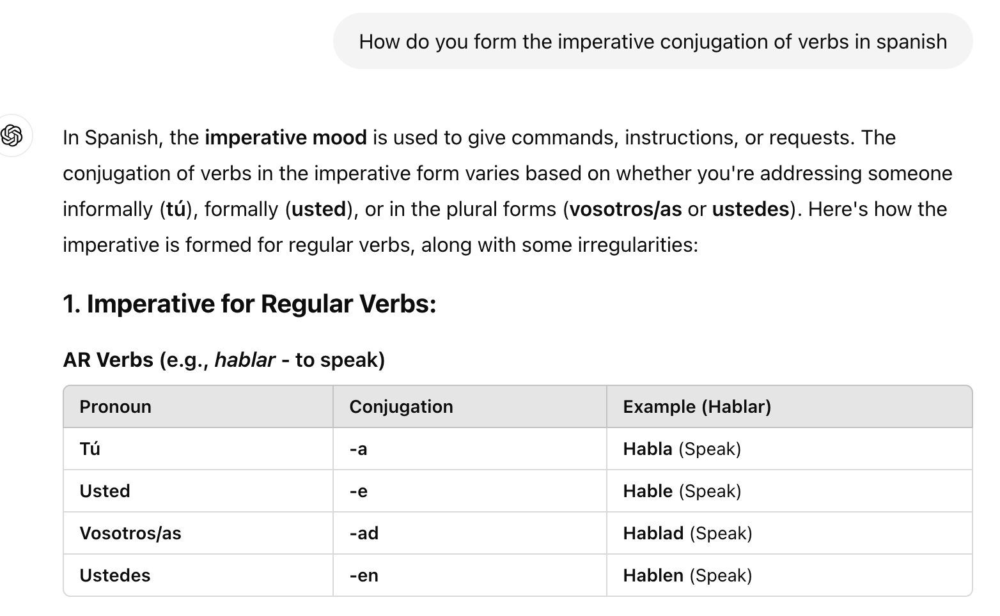 How do you form the imperative conjugation of verbs in spanish
In Spanish, the imperative mood is used to give commands, instructions, or requests. The
conjugation of verbs in the imperative form varies based on whether you're addressing someone
informally (tú), formally (usted), or in the plural forms (vosotros/as or ustedes). Here's how the
imperative is formed for regular verbs, along with some irregularities:
1. Imperative for Regular Verbs:
AR Verbs (e.g., hablar - to speak)
Pronoun Conjugation Example (Hablar)
Tú -a Habla (Speak)
Usted -e Hable (Speak)
Vosotros/as -ad Hablad (Speak)
Ustedes -en Hablen (Speak)